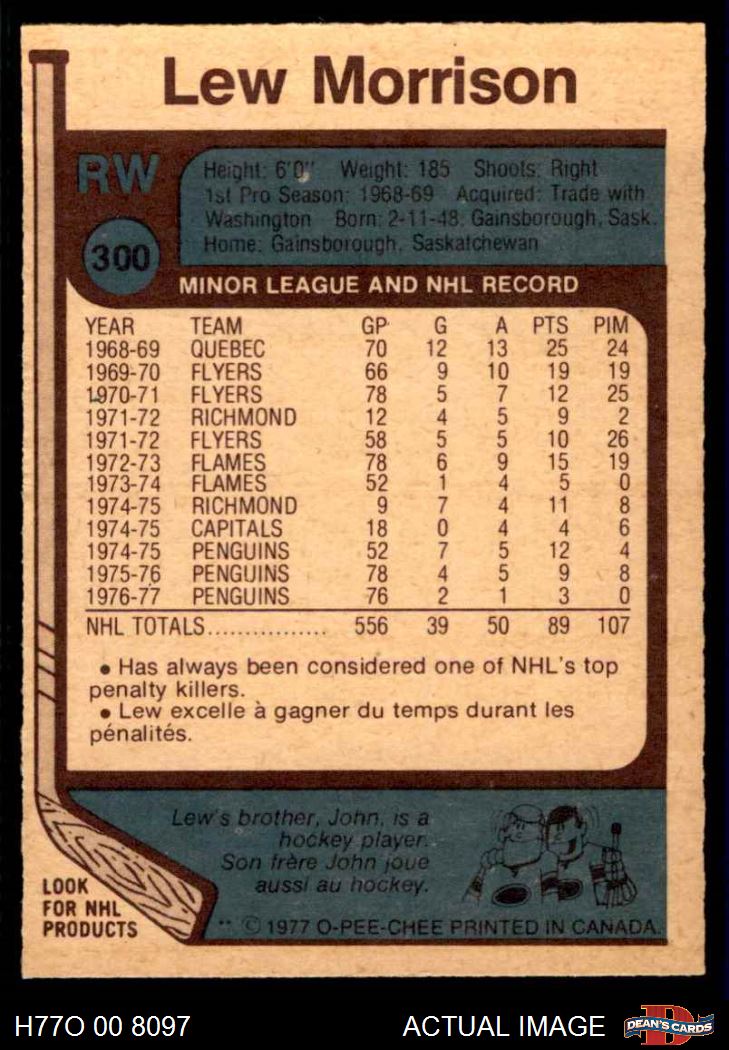 Lew Morrison
RW
300
Height: 6'0" Weight: 185 Shoots: Right
1st Pro Season: 1968-69 Acquired: Trade with
Washington Born: 2-11-48, Gainsborough, Sask.
Home: Gainsborough, Saskatchewan
MINOR LEAGUE AND NHL RECORD
YEAR TEAM GP G A PTS PIM
1968-69 QUEBEC 70 12 13 25 24
1969-70 FLYERS 66 9 10 19 19
1970-71 FLYERS 78 5 7 12 25
1971-72 RICHMOND 12 4 5 9 2
1971-72 FLYERS 58 5 5 10 26
1972-73 FLAMES 78 6 9 15 19
1973-74 FLAMES 52 1 4 5 0
1974-75 RICHMOND 9 7 4 11 8
1974-75 CAPITALS 18 0 4 4 6
1974-75 PENGUINS 52 7 5 12 4
1975-76 PENGUINS 78 4 5 9 8
1976-77 PENGUINS 76 2 1 3 0
NHL TOTALS................ 556 39 50 89 107
• Has always been considered one of NHL's top
penalty killers.
• Lew excelle à gagner du temps durant les
pénalités.
Lew's brother, John, is a
hockey player.
Son frère John joue
aussi au hockey.
LOOK
FOR NHL
PRODUCTS
** © 1977 O-PEE-CHEE PRINTED IN CANADA.
H77O 00 8097 ACTUAL IMAGE
D
DEAN'S CARDS